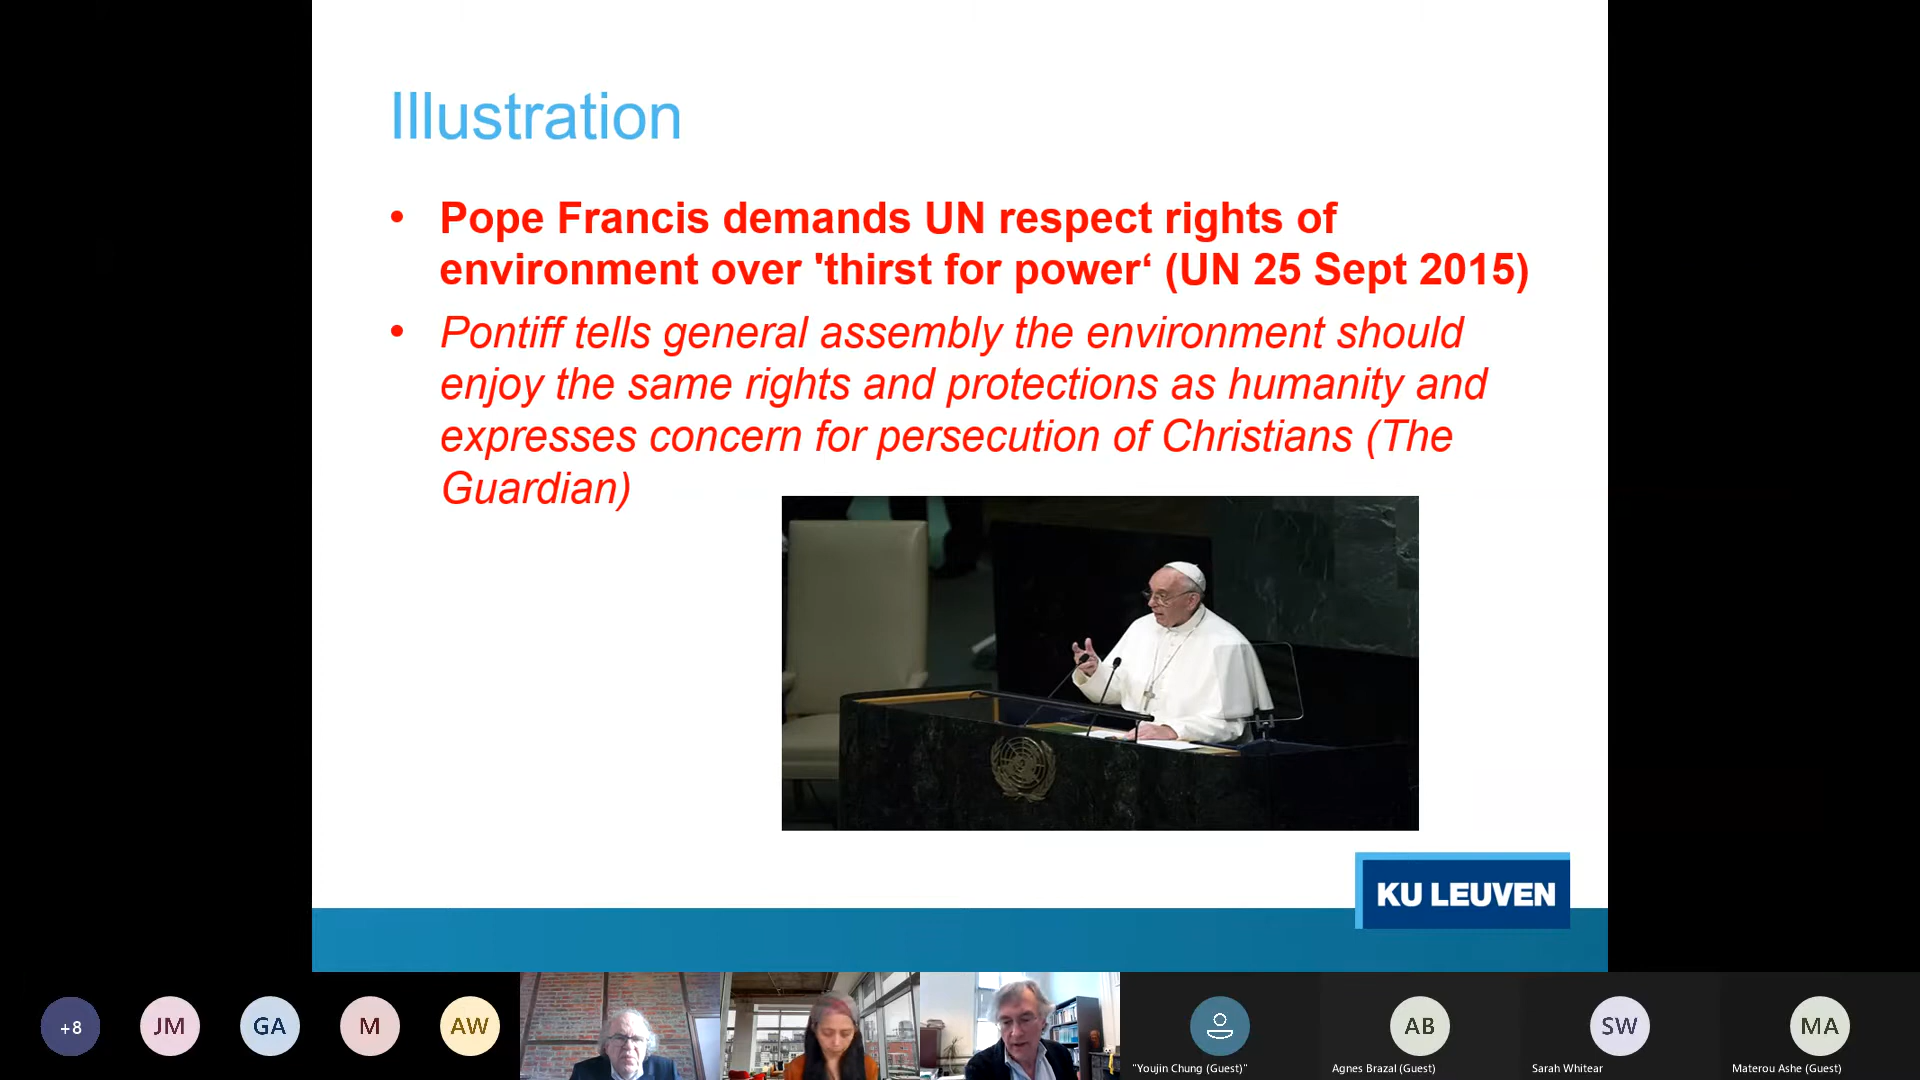 Illustration
• Pope Francis demands UN respect rights of
environment over 'thirst for power‘ (UN 25 Sept 2015)
• Pontiff tells general assembly the environment should
enjoy the same rights and protections as humanity and
expresses concern for persecution of Christians (The
Guardian)
KU LEUVEN
+8
JM
GA
M
AW
AB
SW
MA
"Youjin Chung (Guest)"
Agnes Brazal (Guest)
Sarah Whitear
Materou Ashe (Guest)